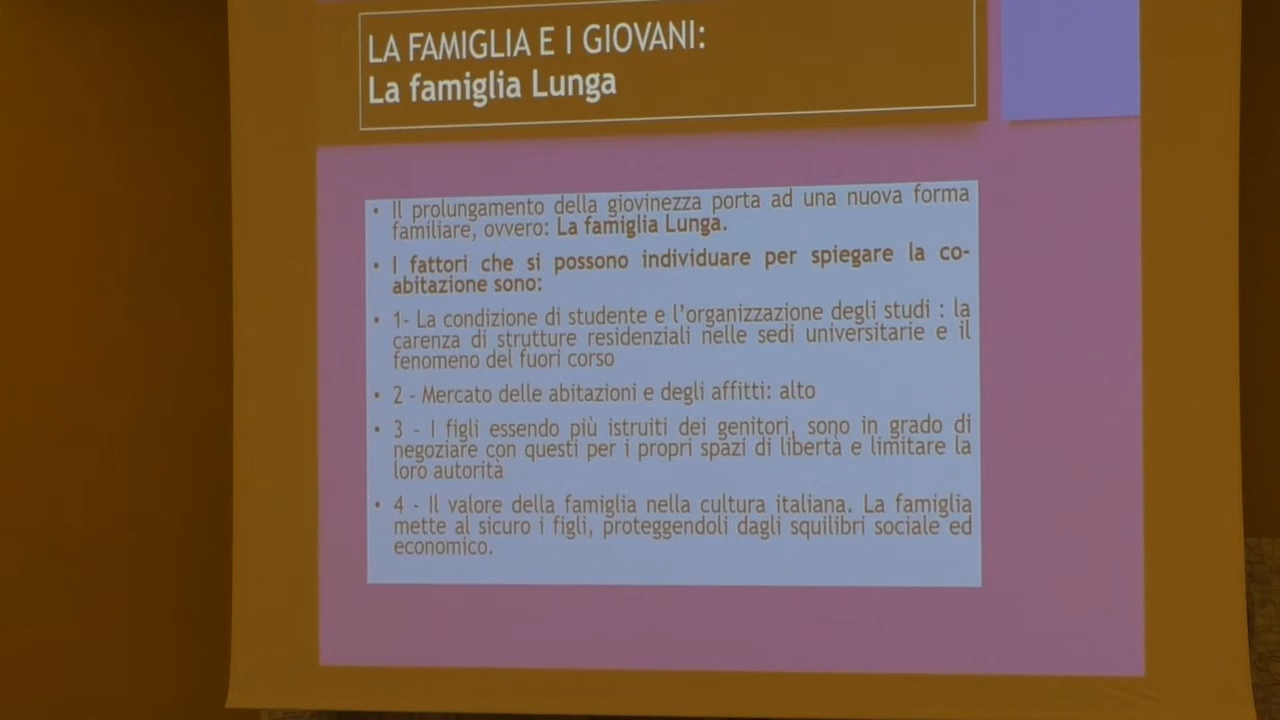 LA FAMIGLIA E I GIOVANI:
La famiglia Lunga
• Il prolungamento della giovinezza porta ad una nuova forma
familiare, ovvero: La famiglia Lunga.
• I fattori che si possono individuare per spiegare la co-
abitazione sono:
• 1- La condizione di studente e l'organizzazione degli studi : la
carenza di strutture residenziali nelle sedi universitarie e il
fenomeno del fuori corso
• 2 - Mercato delle abitazioni e degli affitti: alto
• 3 - I figli essendo più istruiti dei genitori, sono in grado di
negoziare con questi per i propri spazi di libertà e limitare la
loro autorità
• 4 - Il valore della famiglia nella cultura italiana. La famiglia
mette al sicuro i figli, proteggendoli dagli squilibri sociale ed
economico.